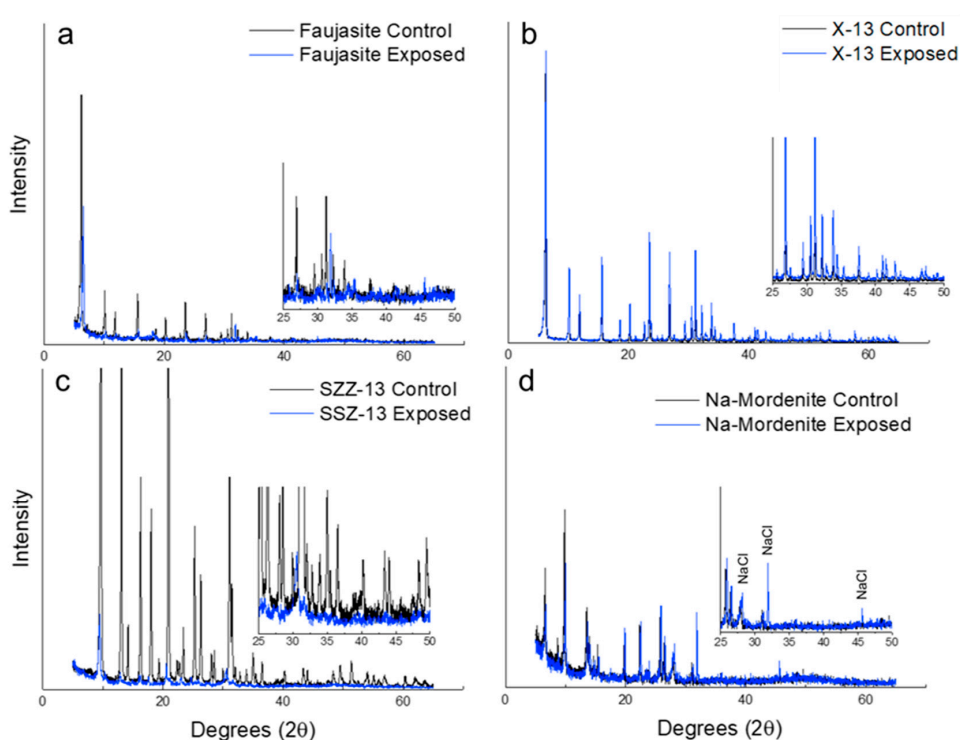 a
Faujasite Control
Faujasite Exposed
Intensity
25 30 35 40 45 50
0 20 40 60
b
X-13 Control
X-13 Exposed
25 30 35 40 45 50
0 20 40 60
c
SZZ-13 Control
SSZ-13 Exposed
Intensity
25 30 35 40 45 50
0 20 40 60
Degrees (2θ)
d
Na-Mordenite Control
Na-Mordenite Exposed
NaCl
NaCl
NaCl
25 30 35 40 45 50
0 20 40 60
Degrees (2θ)